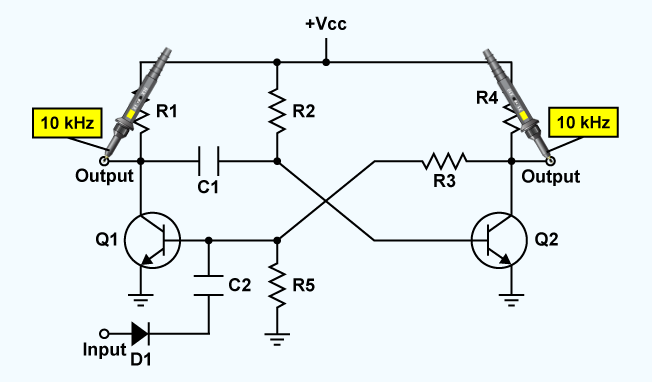 +Vcc
R1
R2
R4
10 kHz
10 kHz
Output
C1
R3
Output
Q1
Q2
C2
R5
Input
D1